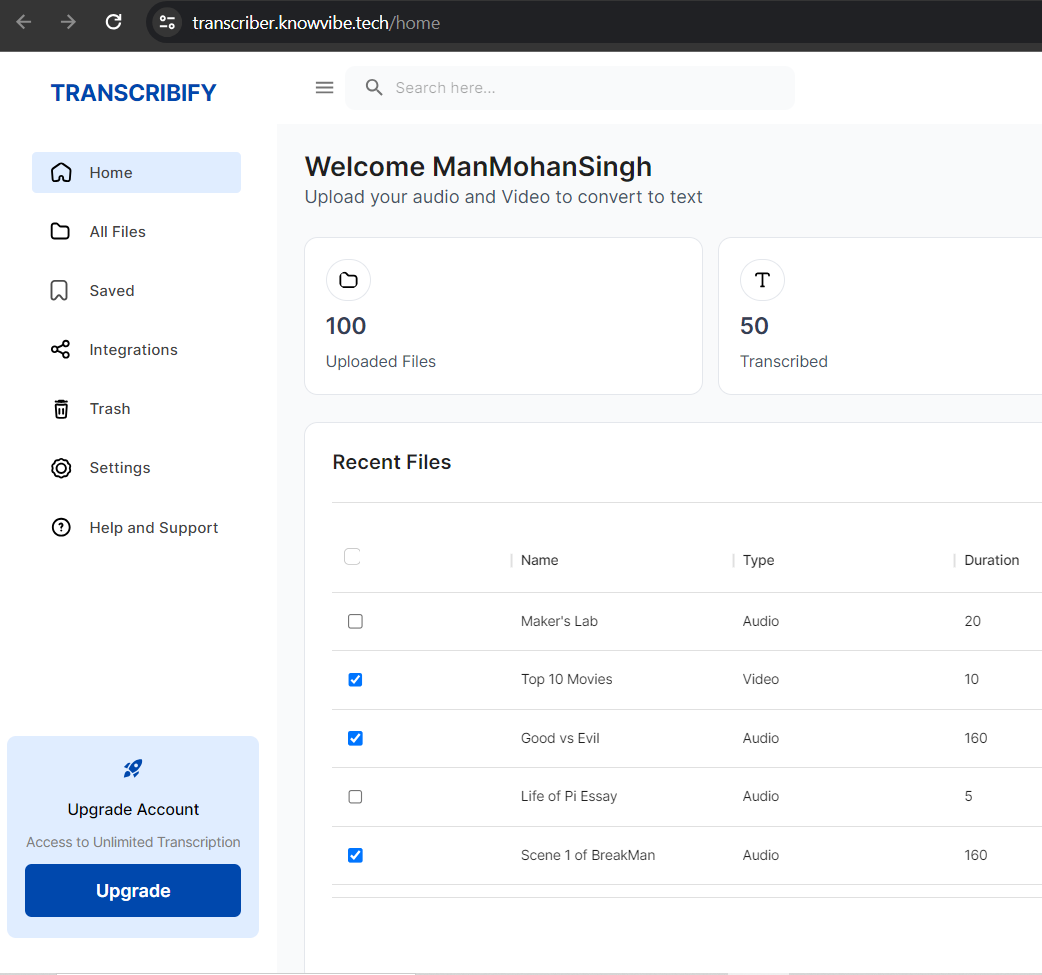 transcriber.knowvibe.tech/home
TRANSCRIBIFY
Search here...
Home
All Files
Saved
Integrations
Trash
Settings
Help and Support
Upgrade Account
Access to Unlimited Transcription
Upgrade
Welcome ManMohanSingh
Upload your audio and Video to convert to text
100
Uploaded Files
T
50
Transcribed
Recent Files
Name Type Duration
Maker's Lab Audio 20
Top 10 Movies Video 10
Good vs Evil Audio 160
Life of Pi Essay Audio 5
Scene 1 of BreakMan Audio 160